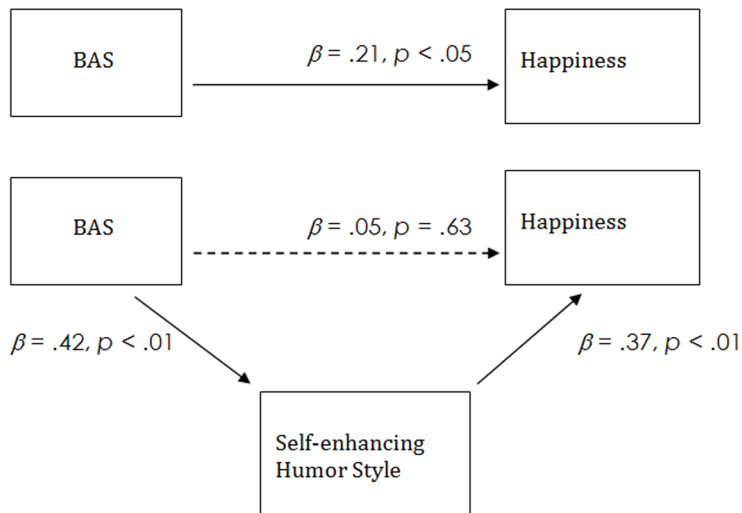 BAS
β = .21, p < .05
Happiness
BAS
β = .05, p = .63
Happiness
β = .42, p < .01
β = .37, p < .01
Self-enhancing
Humor Style